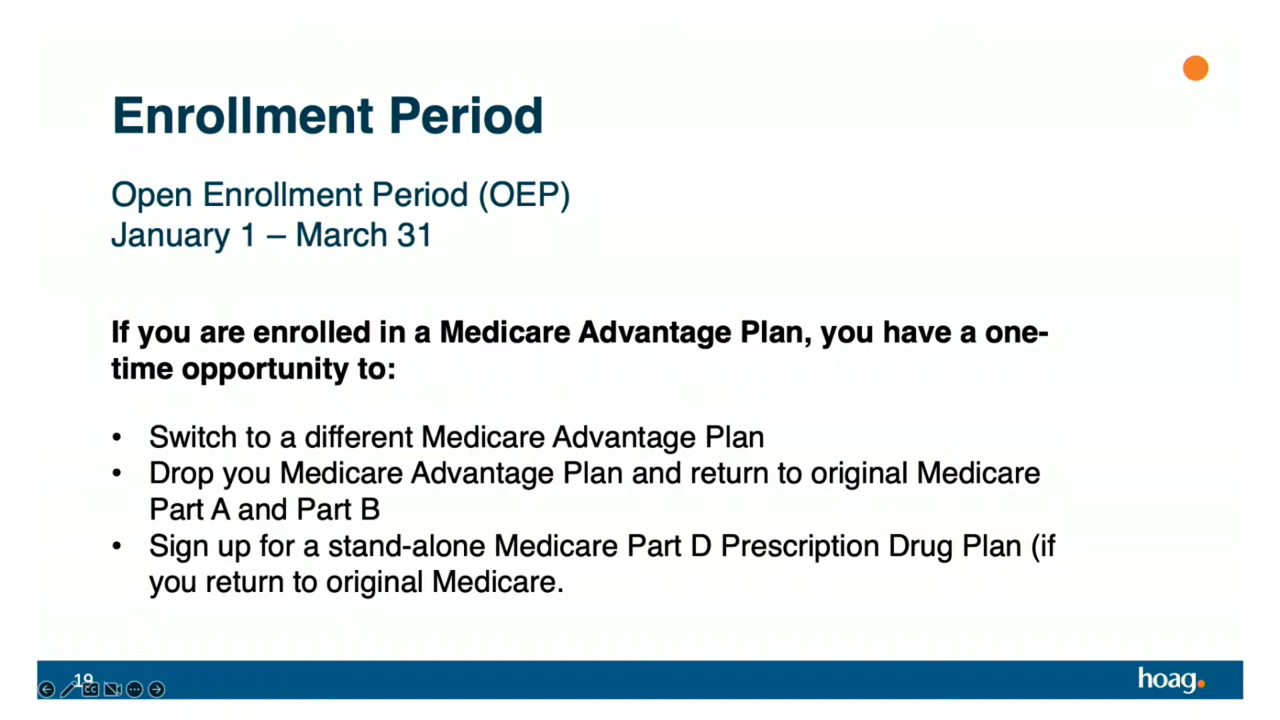 Enrollment Period
Open Enrollment Period (OEP)
January 1 – March 31
If you are enrolled in a Medicare Advantage Plan, you have a one-
time opportunity to:
• Switch to a different Medicare Advantage Plan
• Drop you Medicare Advantage Plan and return to original Medicare
Part A and Part B
• Sign up for a stand-alone Medicare Part D Prescription Drug Plan (if
you return to original Medicare.
19
CC
hoag.